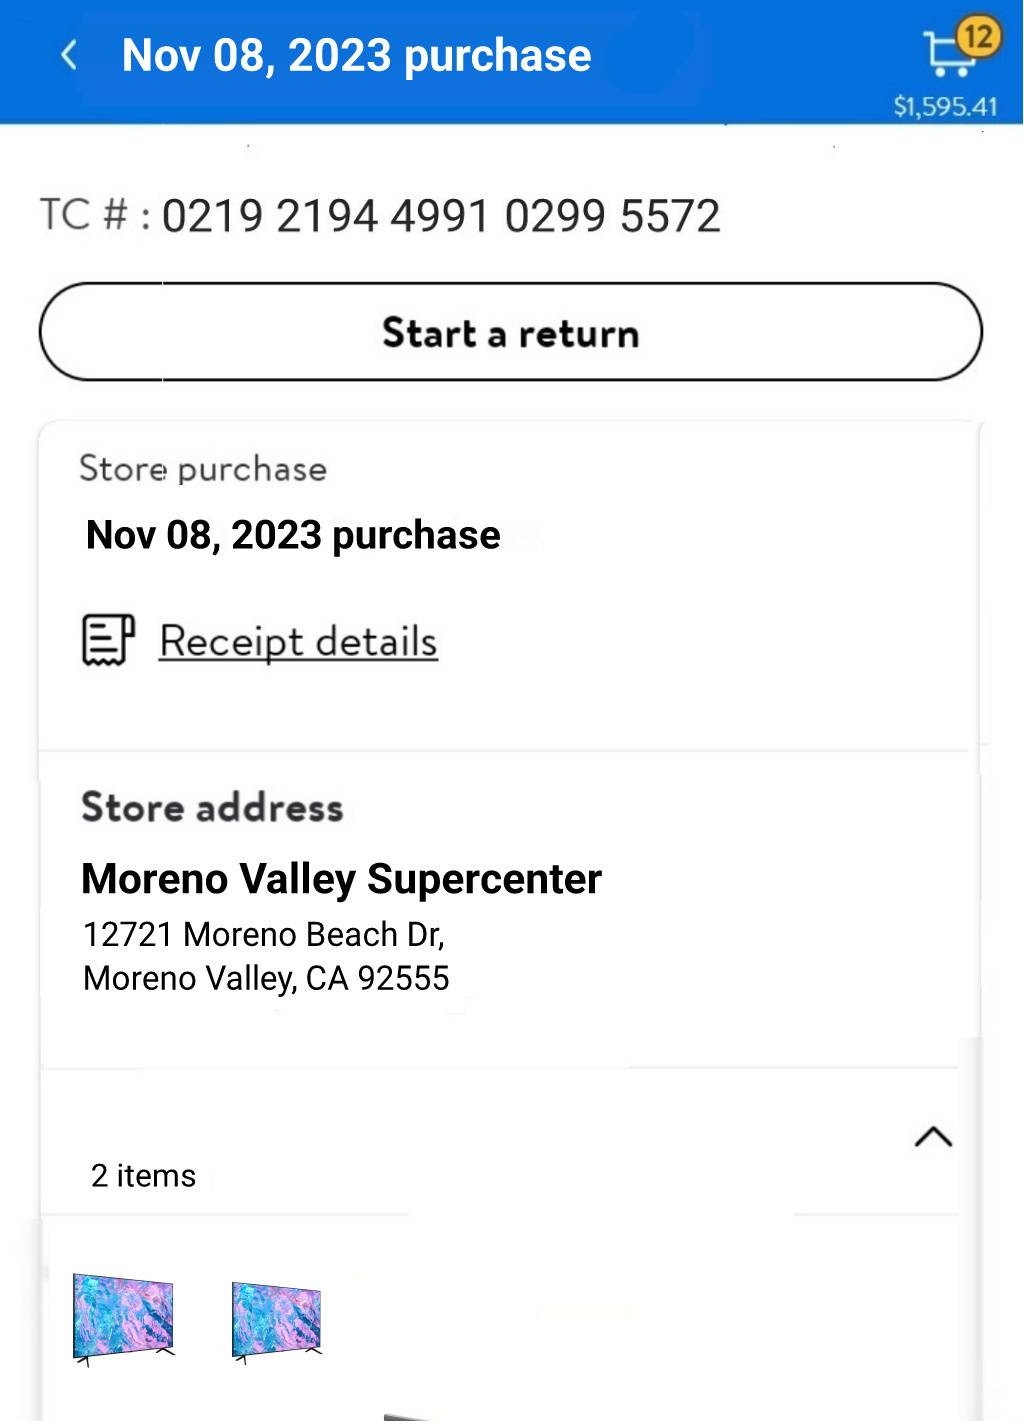 Nov 08, 2023 purchase
12
$1,595.41
TC # : 0219 2194 4991 0299 5572
Start a return
Store purchase
Nov 08, 2023 purchase
Receipt details
Store address
Moreno Valley Supercenter
12721 Moreno Beach Dr,
Moreno Valley, CA 92555
2 items